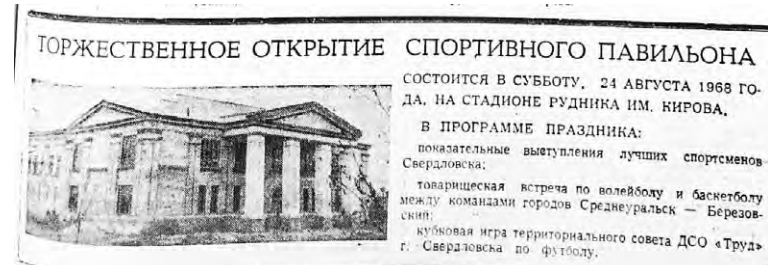 ТОРЖЕСТВЕННОЕ ОТКРЫТИЕ СПОРТИВНОГО ПАВИЛЬОНА
СОСТОИТСЯ В СУББОТУ, 24 АВГУСТА 1968 ГО-
ДА, НА СТАДИОНЕ РУДНИКА ИМ. КИРОВА.
В ПРОГРАММЕ ПРАЗДНИКА:
показательные выступления лучших спортсменов
Свердловска;
товарищеская встреча по волейболу и баскетболу
между командами городов Среднеуральск — Березов-
ский;
кубковая игра территориального совета ДСО «Труд»
г. Свердловска по футболу.